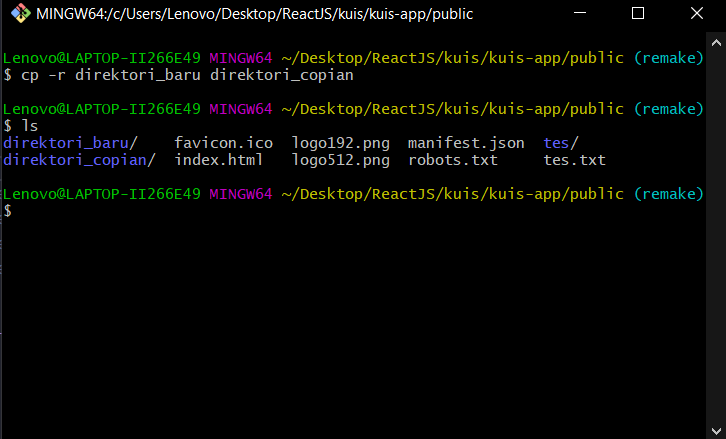 MINGW64:/c/Users/Lenovo/Desktop/ReactJS/kuis/kuis-app/public
Lenovo@LAPTOP-II266E49 MINGW64 ~/Desktop/ReactJS/kuis/kuis-app/public (remake)
$ cp -r direktori_baru direktori_copian
Lenovo@LAPTOP-II266E49 MINGW64 ~/Desktop/ReactJS/kuis/kuis-app/public (remake)
$ ls
direktori_baru/    favicon.ico  logo192.png  manifest.json  tes/
direktori_copian/  index.html   logo512.png  robots.txt     tes.txt
Lenovo@LAPTOP-II266E49 MINGW64 ~/Desktop/ReactJS/kuis/kuis-app/public (remake)
$